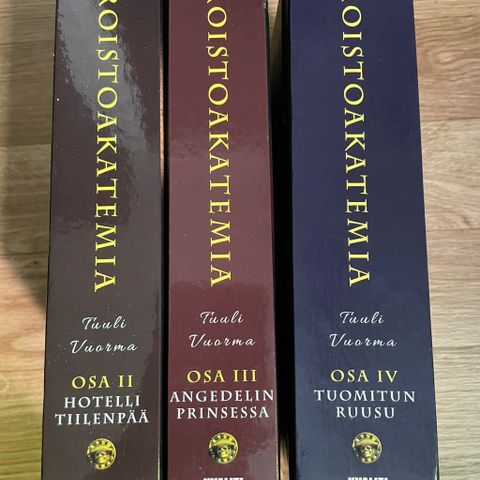 ROISTOAKATEMIA
Tuuli
Vuorma
OSA II
HOTELLI
TIILENPÄÄ
ROISTOAKATEMIA
Tuuli
Vuorma
OSA III
ANGEDELIN
PRINSESSA
ROISTOAKATEMIA
Tuuli
Vuorma
OSA IV
TUOMITUN
RUUSU